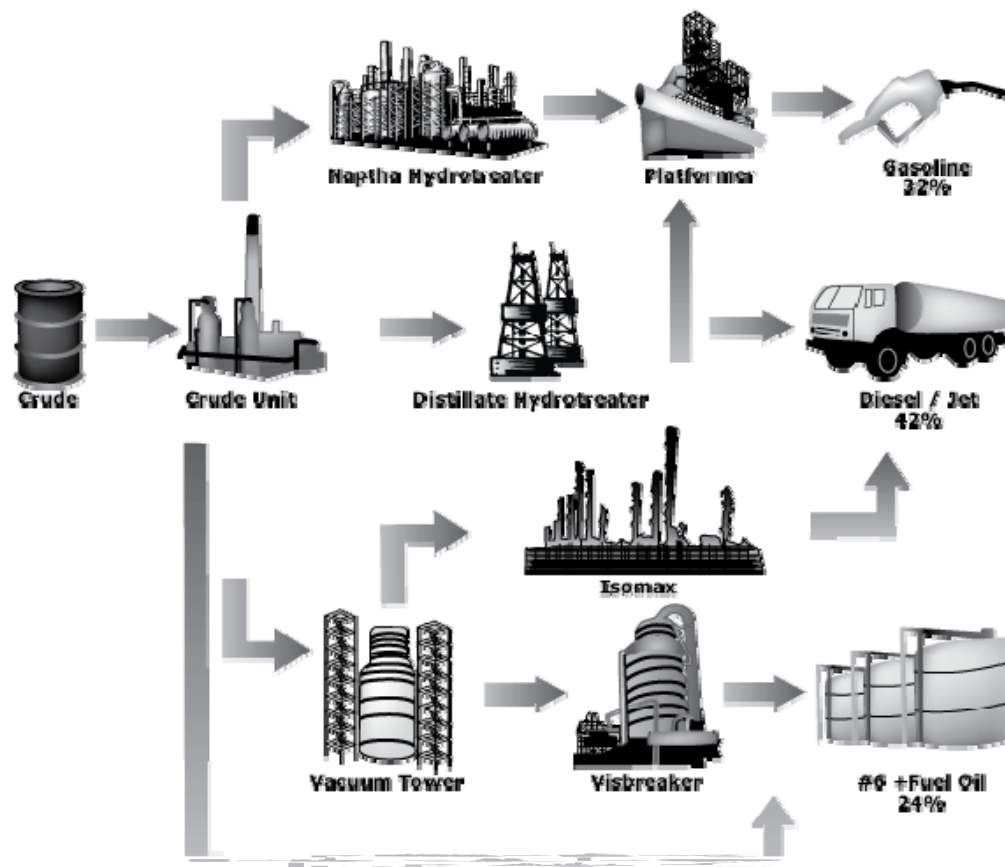 Naptha Hydrotreater
Platformer
Gasoline
32%
Crude
Crude Unit
Distillate Hydrotreater
Diesel / Jet
42%
Isomax
Vacuum Tower
Visbreaker
#6 +Fuel Oil
24%